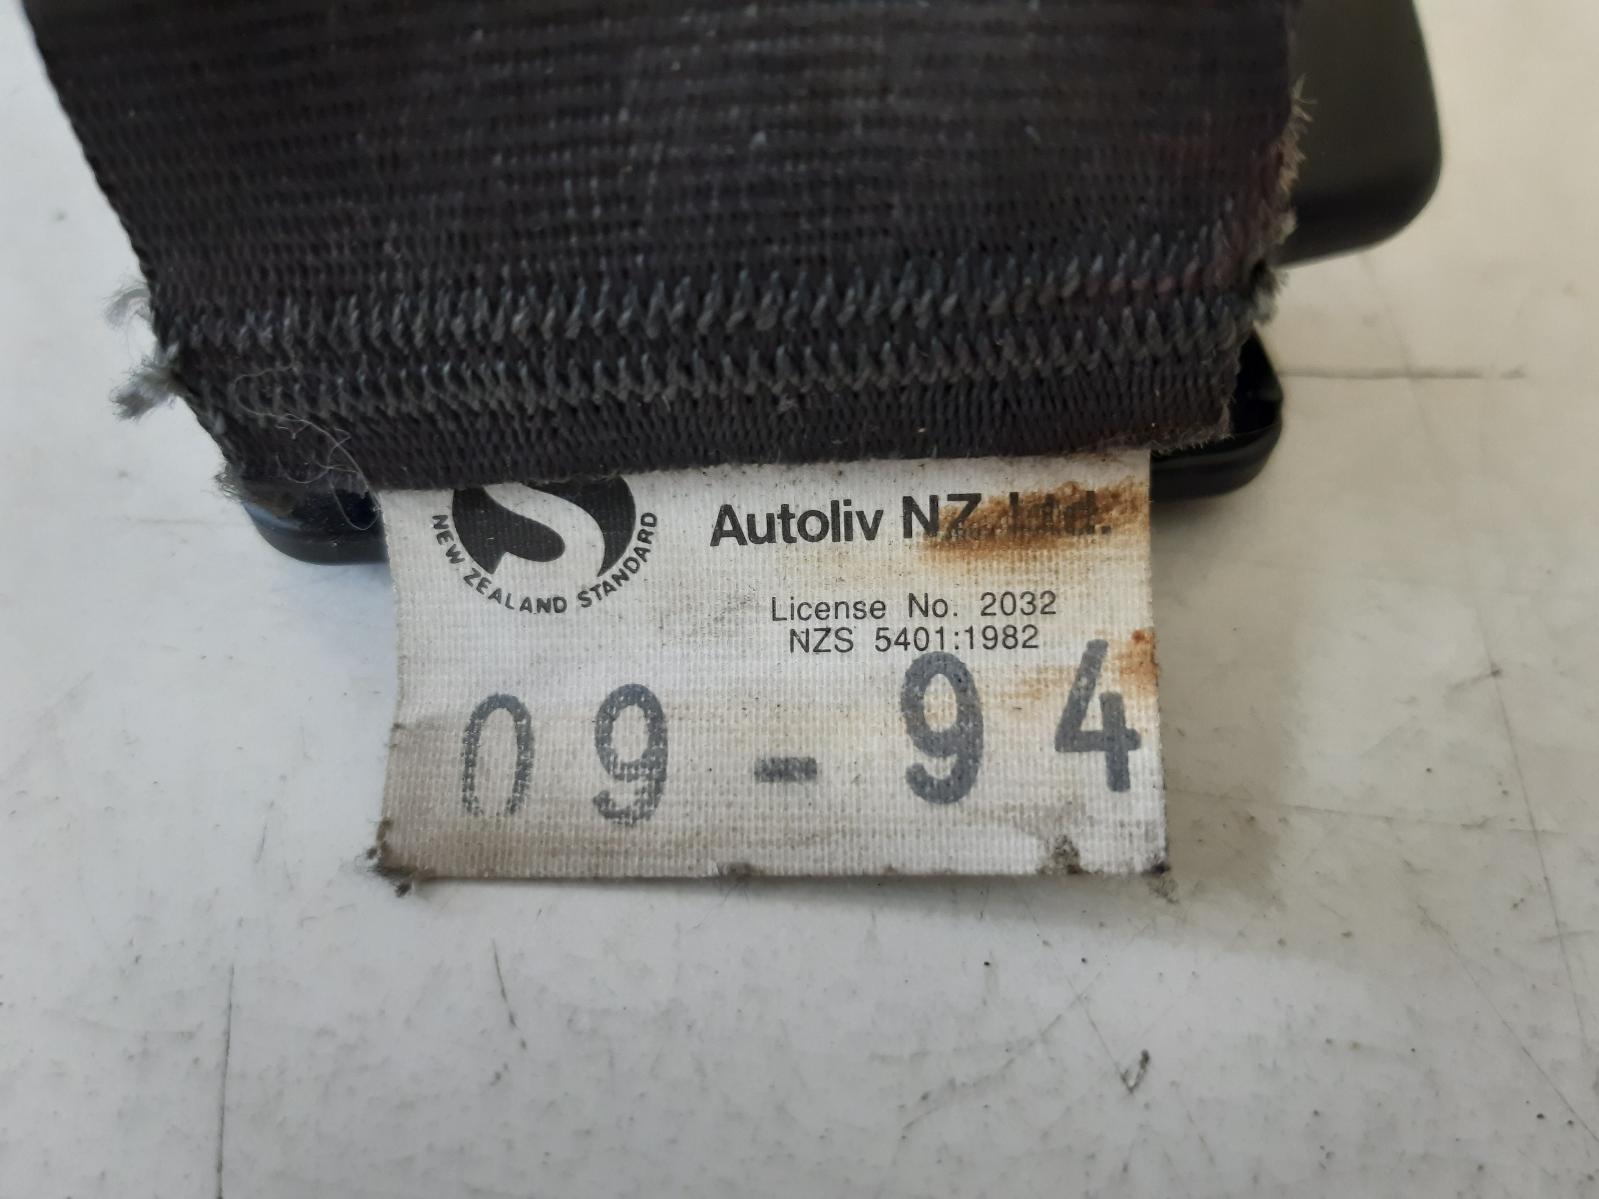 NEW ZEALAND STANDARD
Autoliv NZ. Ltd.
License No. 2032
NZS 5401:1982
09 - 94